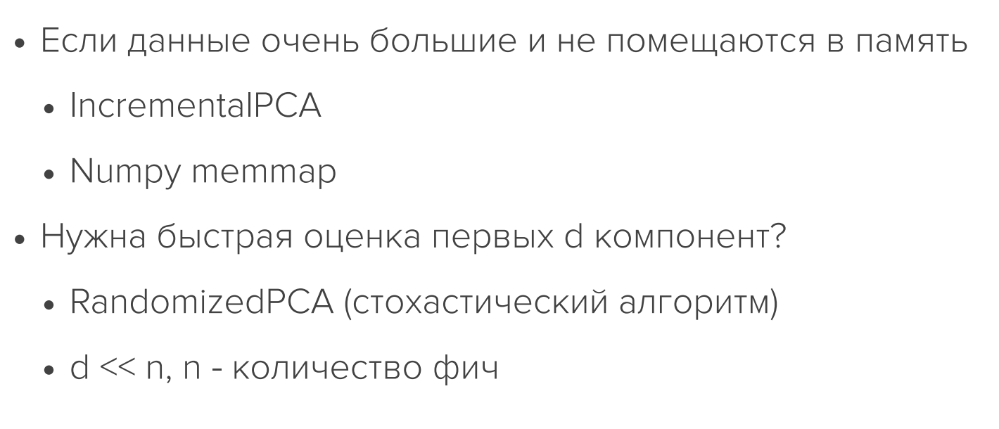 • Если данные очень большие и не помещаются в память
• IncrementalPCA
• Numpy memmap
• Нужна быстрая оценка первых d компонент?
• RandomizedPCA (стохастический алгоритм)
• d << n, n - количество фич